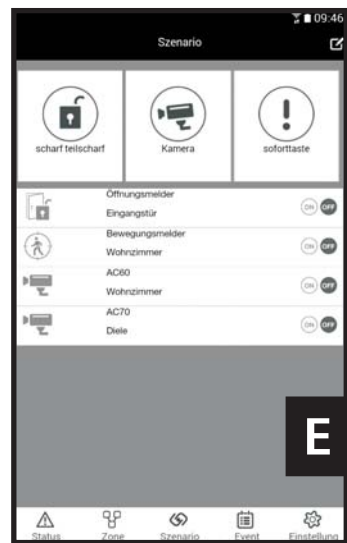 09:46
Szenario
scharf teilscharf
Kamera
soforttaste
Öffnungsmelder
Eingangstür
ON OFF
Bewegungsmelder
Wohnzimmer
ON OFF
AC60
Wohnzimmer
ON OFF
AC70
Diele
ON OFF
E
Status Zone Szenario Event Einstellung